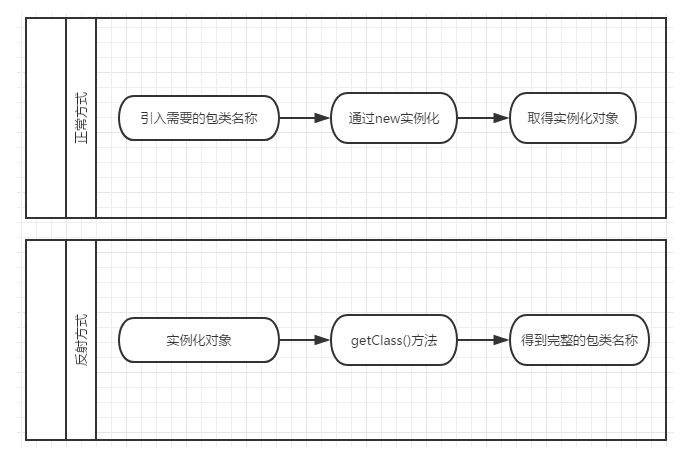 正常方式
引入需要的包类名称
通过new实例化
取得实例化对象
反射方式
实例化对象
getClass()方法
得到完整的包类名称